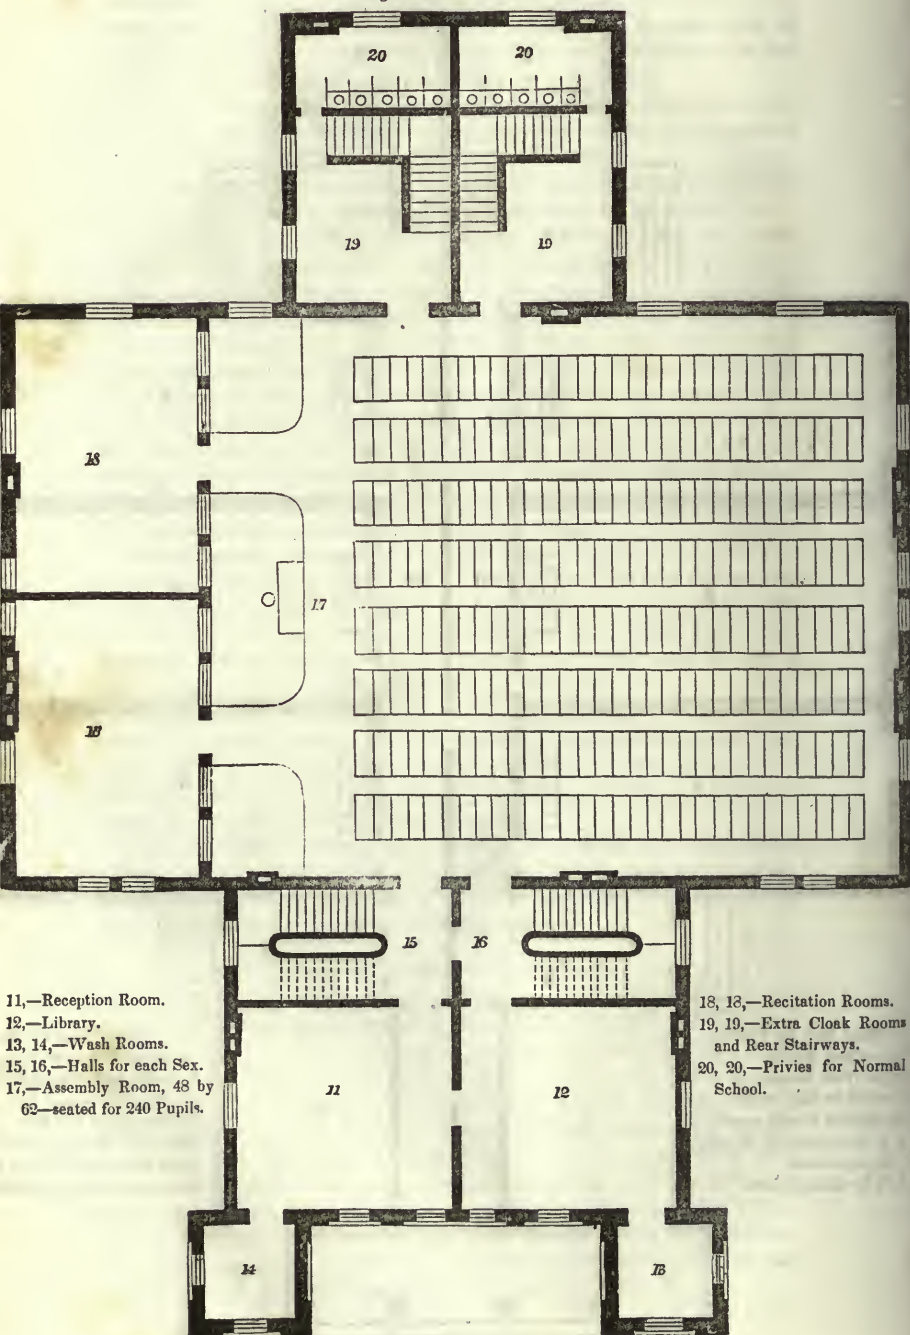 20
20
19
19
18
17
18
15
16
11,—Reception Room.
12,—Library.
13, 14,—Wash Rooms.
15, 16,—Halls for each Sex.
17,—Assembly Room, 48 by
62—seated for 240 Pupils.
18, 18,—Recitation Rooms.
19, 19,—Extra Cloak Rooms
and Rear Stairways.
20, 20,—Privies for Normal
School.
11
12
14
13